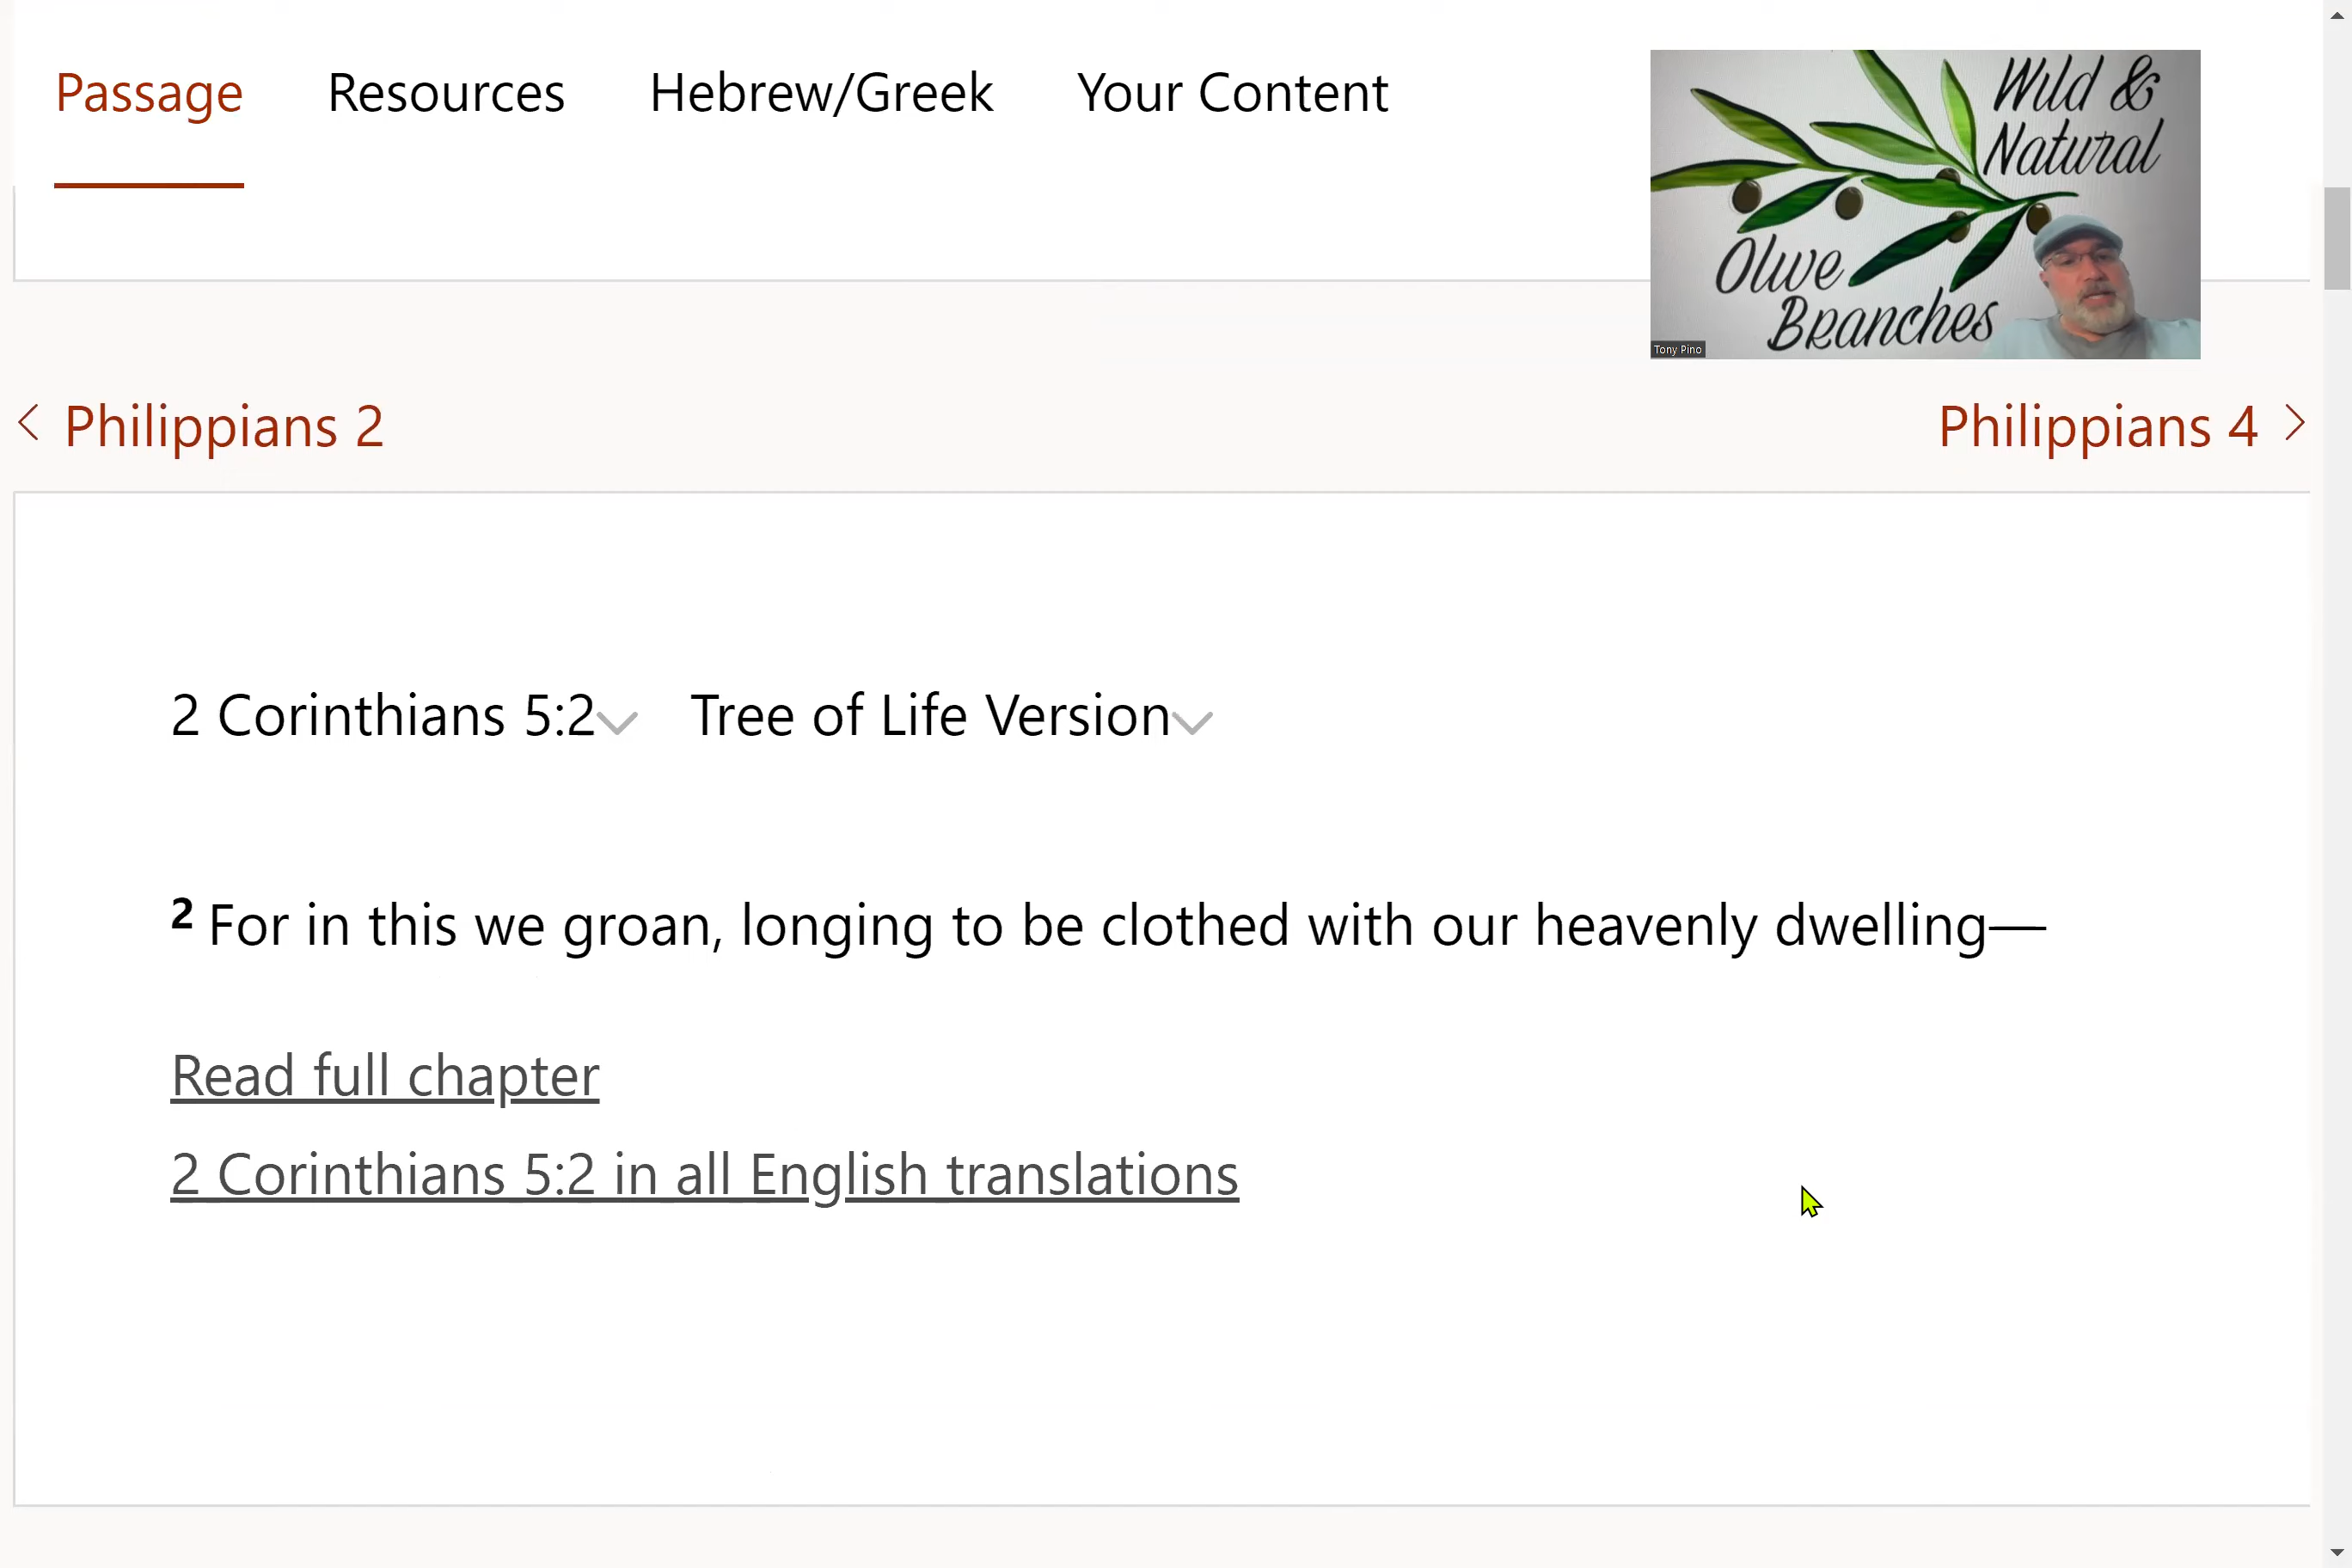 Passage Resources Hebrew/Greek Your Content
Wild &
Natural
Olive
Branches
Tony Pino
Philippians 2 Philippians 4
2 Corinthians 5:2 Tree of Life Version
2 For in this we groan, longing to be clothed with our heavenly dwelling—
Read full chapter
2 Corinthians 5:2 in all English translations